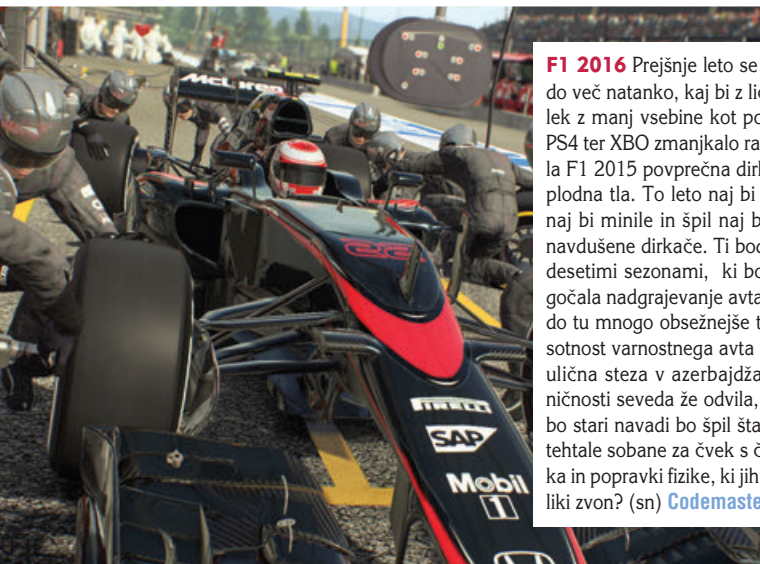 McLaren
22
PIRELLI
SAP
Mobil
1
F1 2016 Prejšnje leto se
do več natanko, kaj bi z lic
lek z manj vsebine kot po
PS4 ter XBO zmanjkalo ra
la F1 2015 povprečna dirk
plodna tla. To leto naj bi
naj bi minile in špil naj b
navdušene dirkače. Ti bod
desetimi sezonami, ki bo
gočala nadgrajevanje avta
do tu mnogo obsežnejše t
sotnost varnostnega avta
ulična steza v azerbajdža
ničnosti seveda že odvila,
bo stari navadi bo špil šta
tehtale sobane za čvek s č
ka in popravki fizike, ki jih
liki zvon? (sn) Codemaste